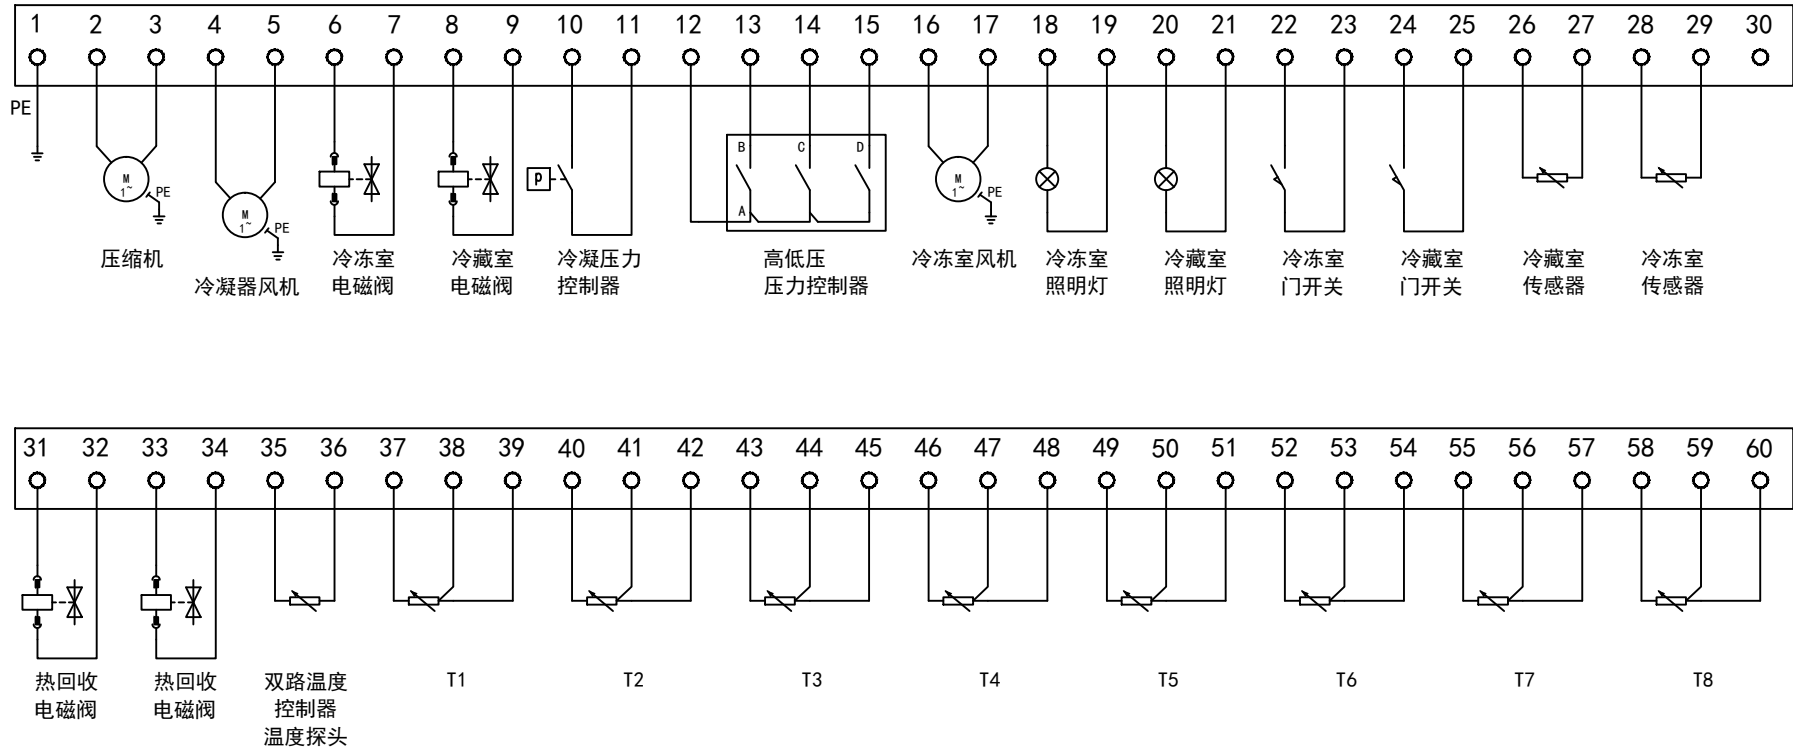 1 2 3 4 5 6 7 8 9 10 11 12 13 14 15 16 17 18 19 20 21 22 23 24 25 26 27 28 29 30
PE
B C D
P
M M M
1~ 1~ 1~
PE PE PE
A
压缩机
冷凝器风机
冷冻室
电磁阀
冷藏室
电磁阀
冷凝压力
控制器
高低压
压力控制器
冷冻室风机
冷冻室
照明灯
冷藏室
照明灯
冷冻室
门开关
冷藏室
门开关
冷藏室
传感器
冷冻室
传感器
31 32 33 34 35 36 37 38 39 40 41 42 43 44 45 46 47 48 49 50 51 52 53 54 55 56 57 58 59 60
热回收
电磁阀
热回收
电磁阀
双路温度
控制器
温度探头
T1 T2 T3 T4 T5 T6 T7 T8